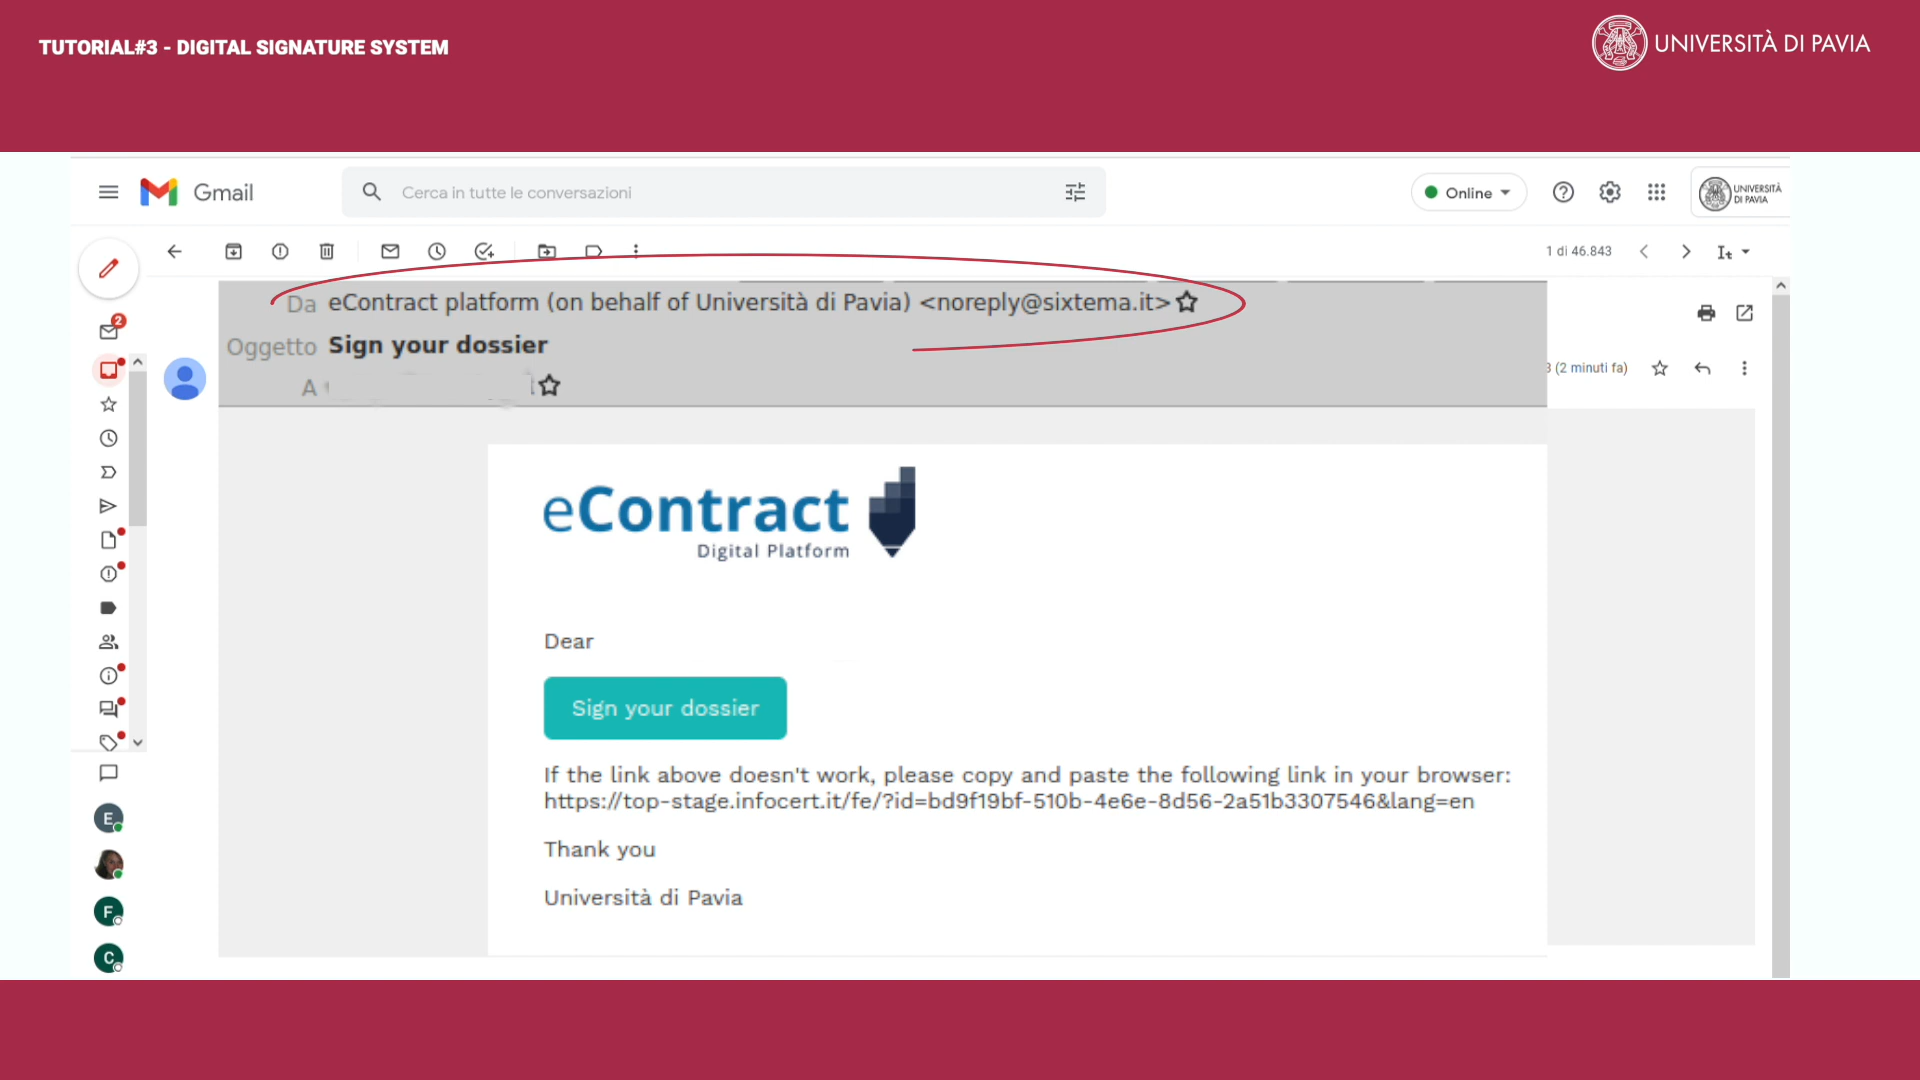 TUTORIAL#3 - DIGITAL SIGNATURE SYSTEM
UNIVERSITÀ DI PAVIA
Gmail
Cerca in tutte le conversazioni
Online
UNIVERSITÀ
DI PAVIA
1 di 46.843
Da eContract platform (on behalf of Università di Pavia) <noreply@sixtema.it>
2
Oggetto Sign your dossier
(2 minuti fa)
A
eContract
Digital Platform
Dear
Sign your dossier
If the link above doesn't work, please copy and paste the following link in your browser:
https://top-stage.infocert.it/fe/?id=bd9f19bf-510b-4e6e-8d56-2a51b3307546&lang=en
E
Thank you
Università di Pavia
F
C